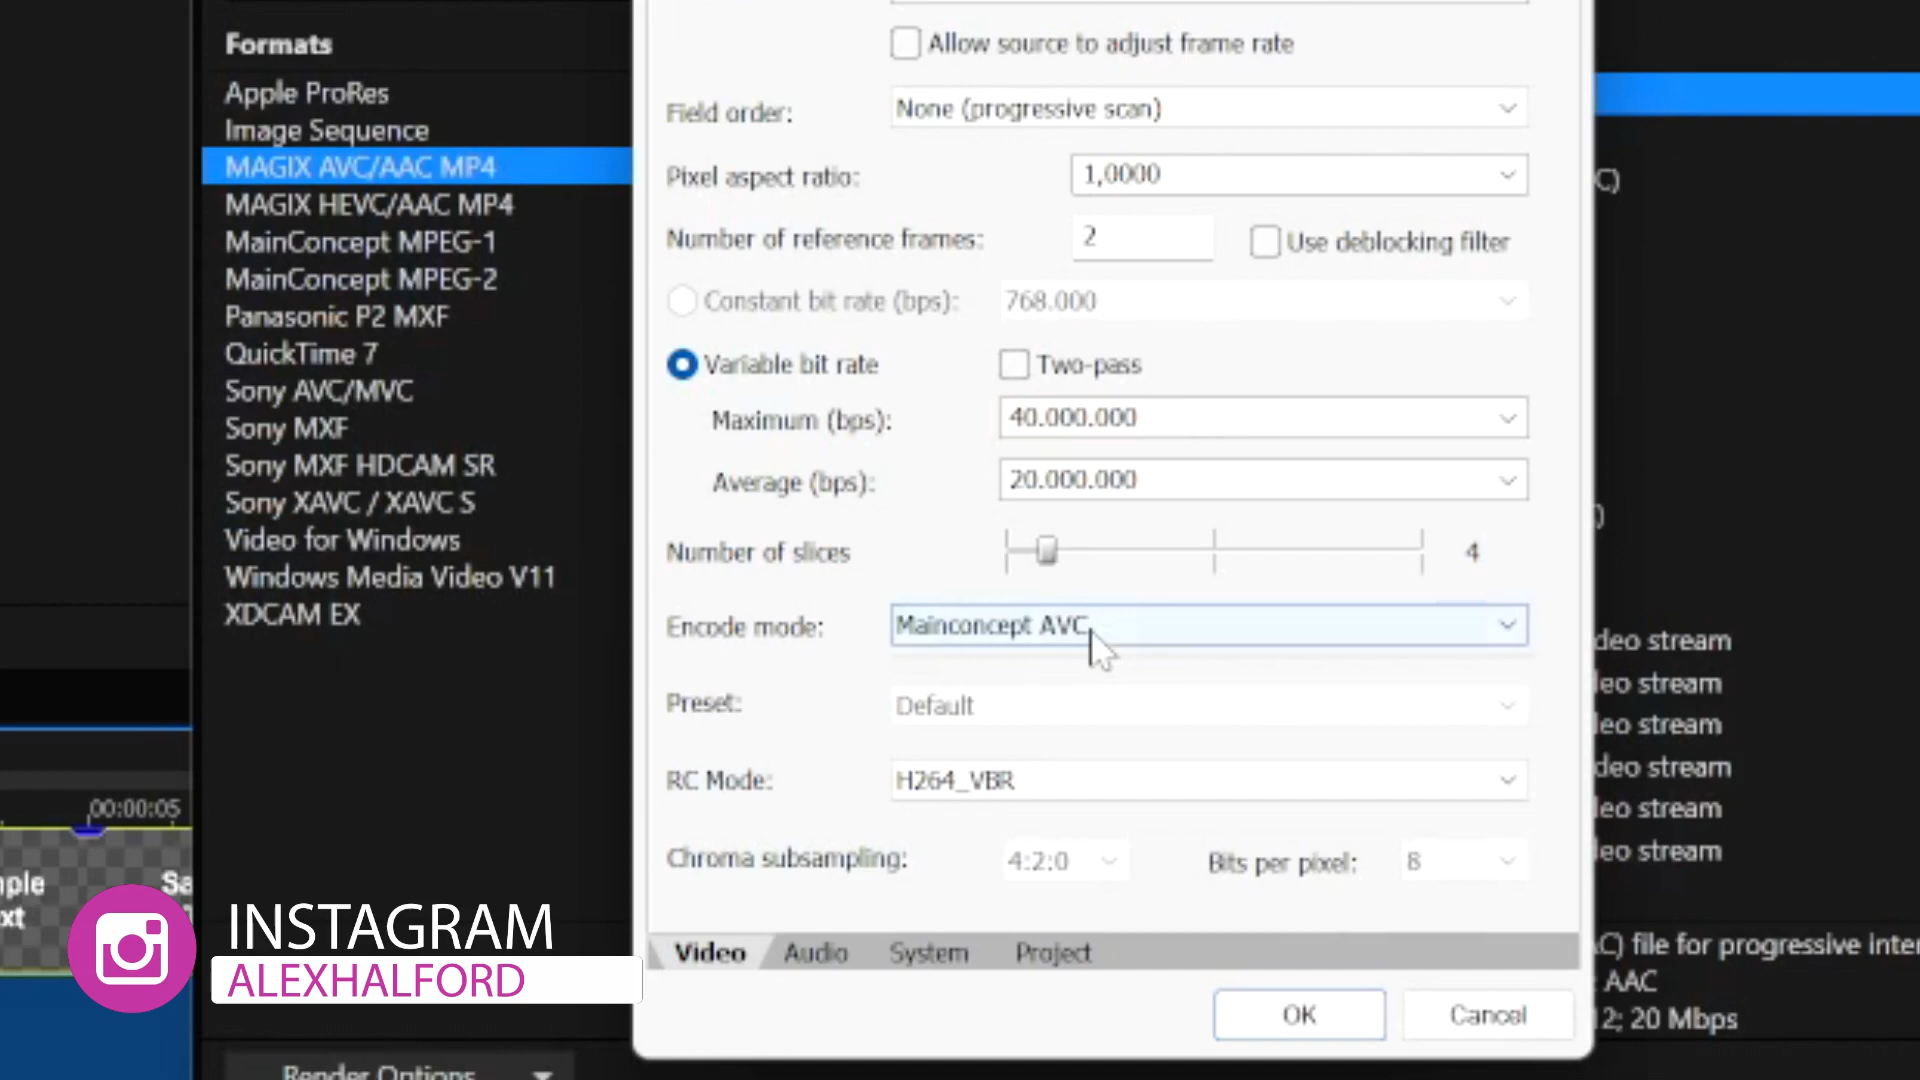 Formats
Apple ProRes
Image Sequence
MAGIX AVC/AAC MP4
MAGIX HEVC/AAC MP4
MainConcept MPEG-1
MainConcept MPEG-2
Panasonic P2 MXF
QuickTime 7
Sony AVC/MVC
Sony MXF
Sony MXF HDCAM SR
Sony XAVC / XAVC S
Video for Windows
Windows Media Video V11
XDCAM EX
Render Options
00:00:05
INSTAGRAM
ALEXHALFORD
Allow source to adjust frame rate
Field order: None (progressive scan)
Pixel aspect ratio: 1,0000
Number of reference frames: 2 Use deblocking filter
Constant bit rate (bps): 768.000
Variable bit rate Two-pass
Maximum (bps): 40.000.000
Average (bps): 20.000.000
Number of slices 4
Encode mode: Mainconcept AVC
Preset: Default
RC Mode: H264_VBR
Chroma subsampling: 4:2:0 Bits per pixel: 8
Video Audio System Project
OK Cancel
deo stream
eo stream
eo stream
deo stream
eo stream
eo stream
C) file for progressive inter
AAC
12; 20 Mbps